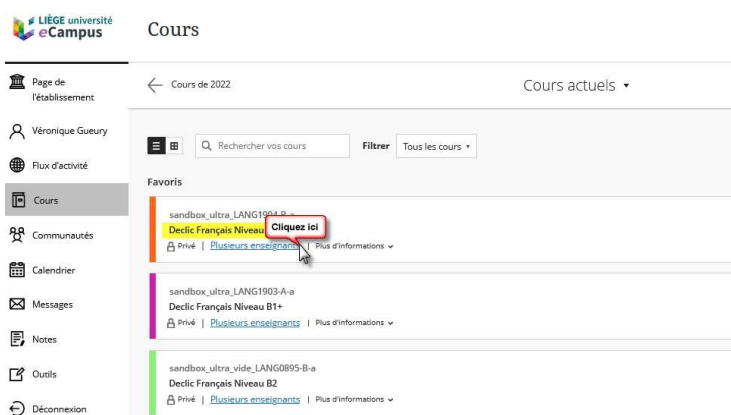 LIÈGE université
eCampus
Cours
Page de
l'établissement
Véronique Gueury
Flux d'activité
Cours
Communautés
Calendrier
Messages
Notes
Outils
Déconnexion
Cours de 2022
Cours actuels
Rechercher vos cours
Filtrer
Tous les cours
Favoris
sandbox_ultra_LANG1904-B-a
Declic Français Niveau
Cliquez ici
Privé | Plusieurs enseignants | Plus d'informations
sandbox_ultra_LANG1903-A-a
Declic Français Niveau B1+
Privé | Plusieurs enseignants | Plus d'informations
sandbox_ultra_vide_LANG0895-B-a
Declic Français Niveau B2
Privé | Plusieurs enseignants | Plus d'informations